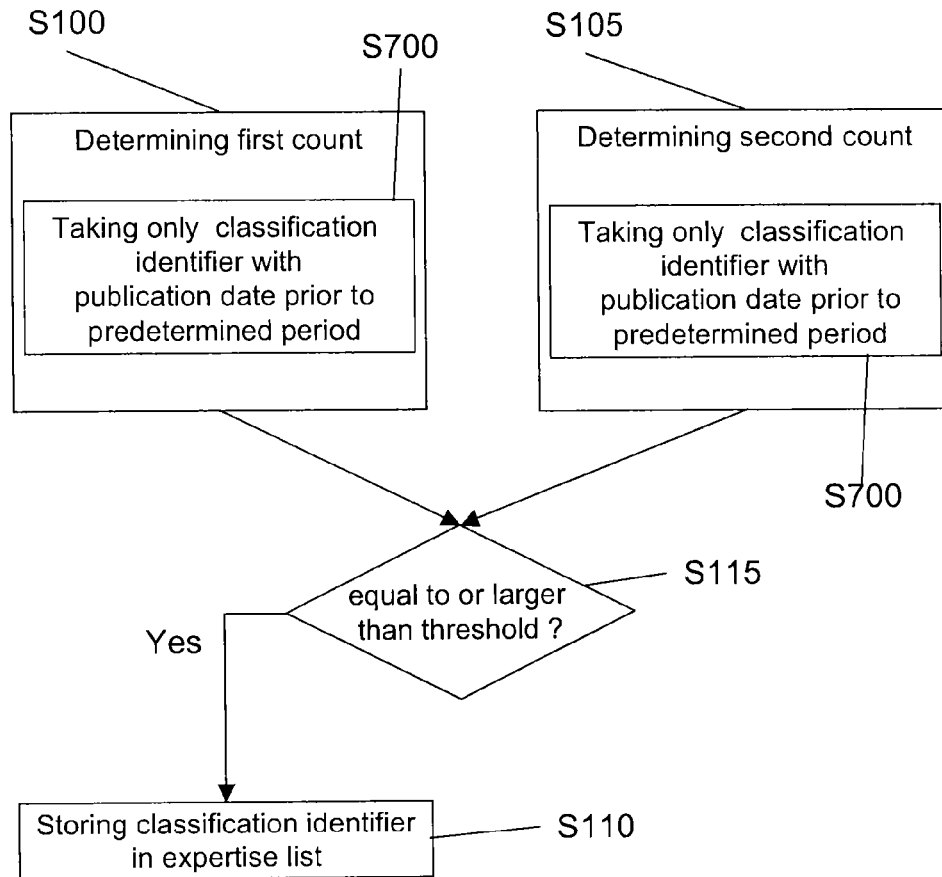 S100
S700
S105
Determining first count
Taking only classification
identifier with
publication date prior to
predetermined period
Determining second count
Taking only classification
identifier with
publication date prior to
predetermined period
S700
equal to or larger
than threshold ?
S115
Yes
Storing classification identifier
in expertise list
S110